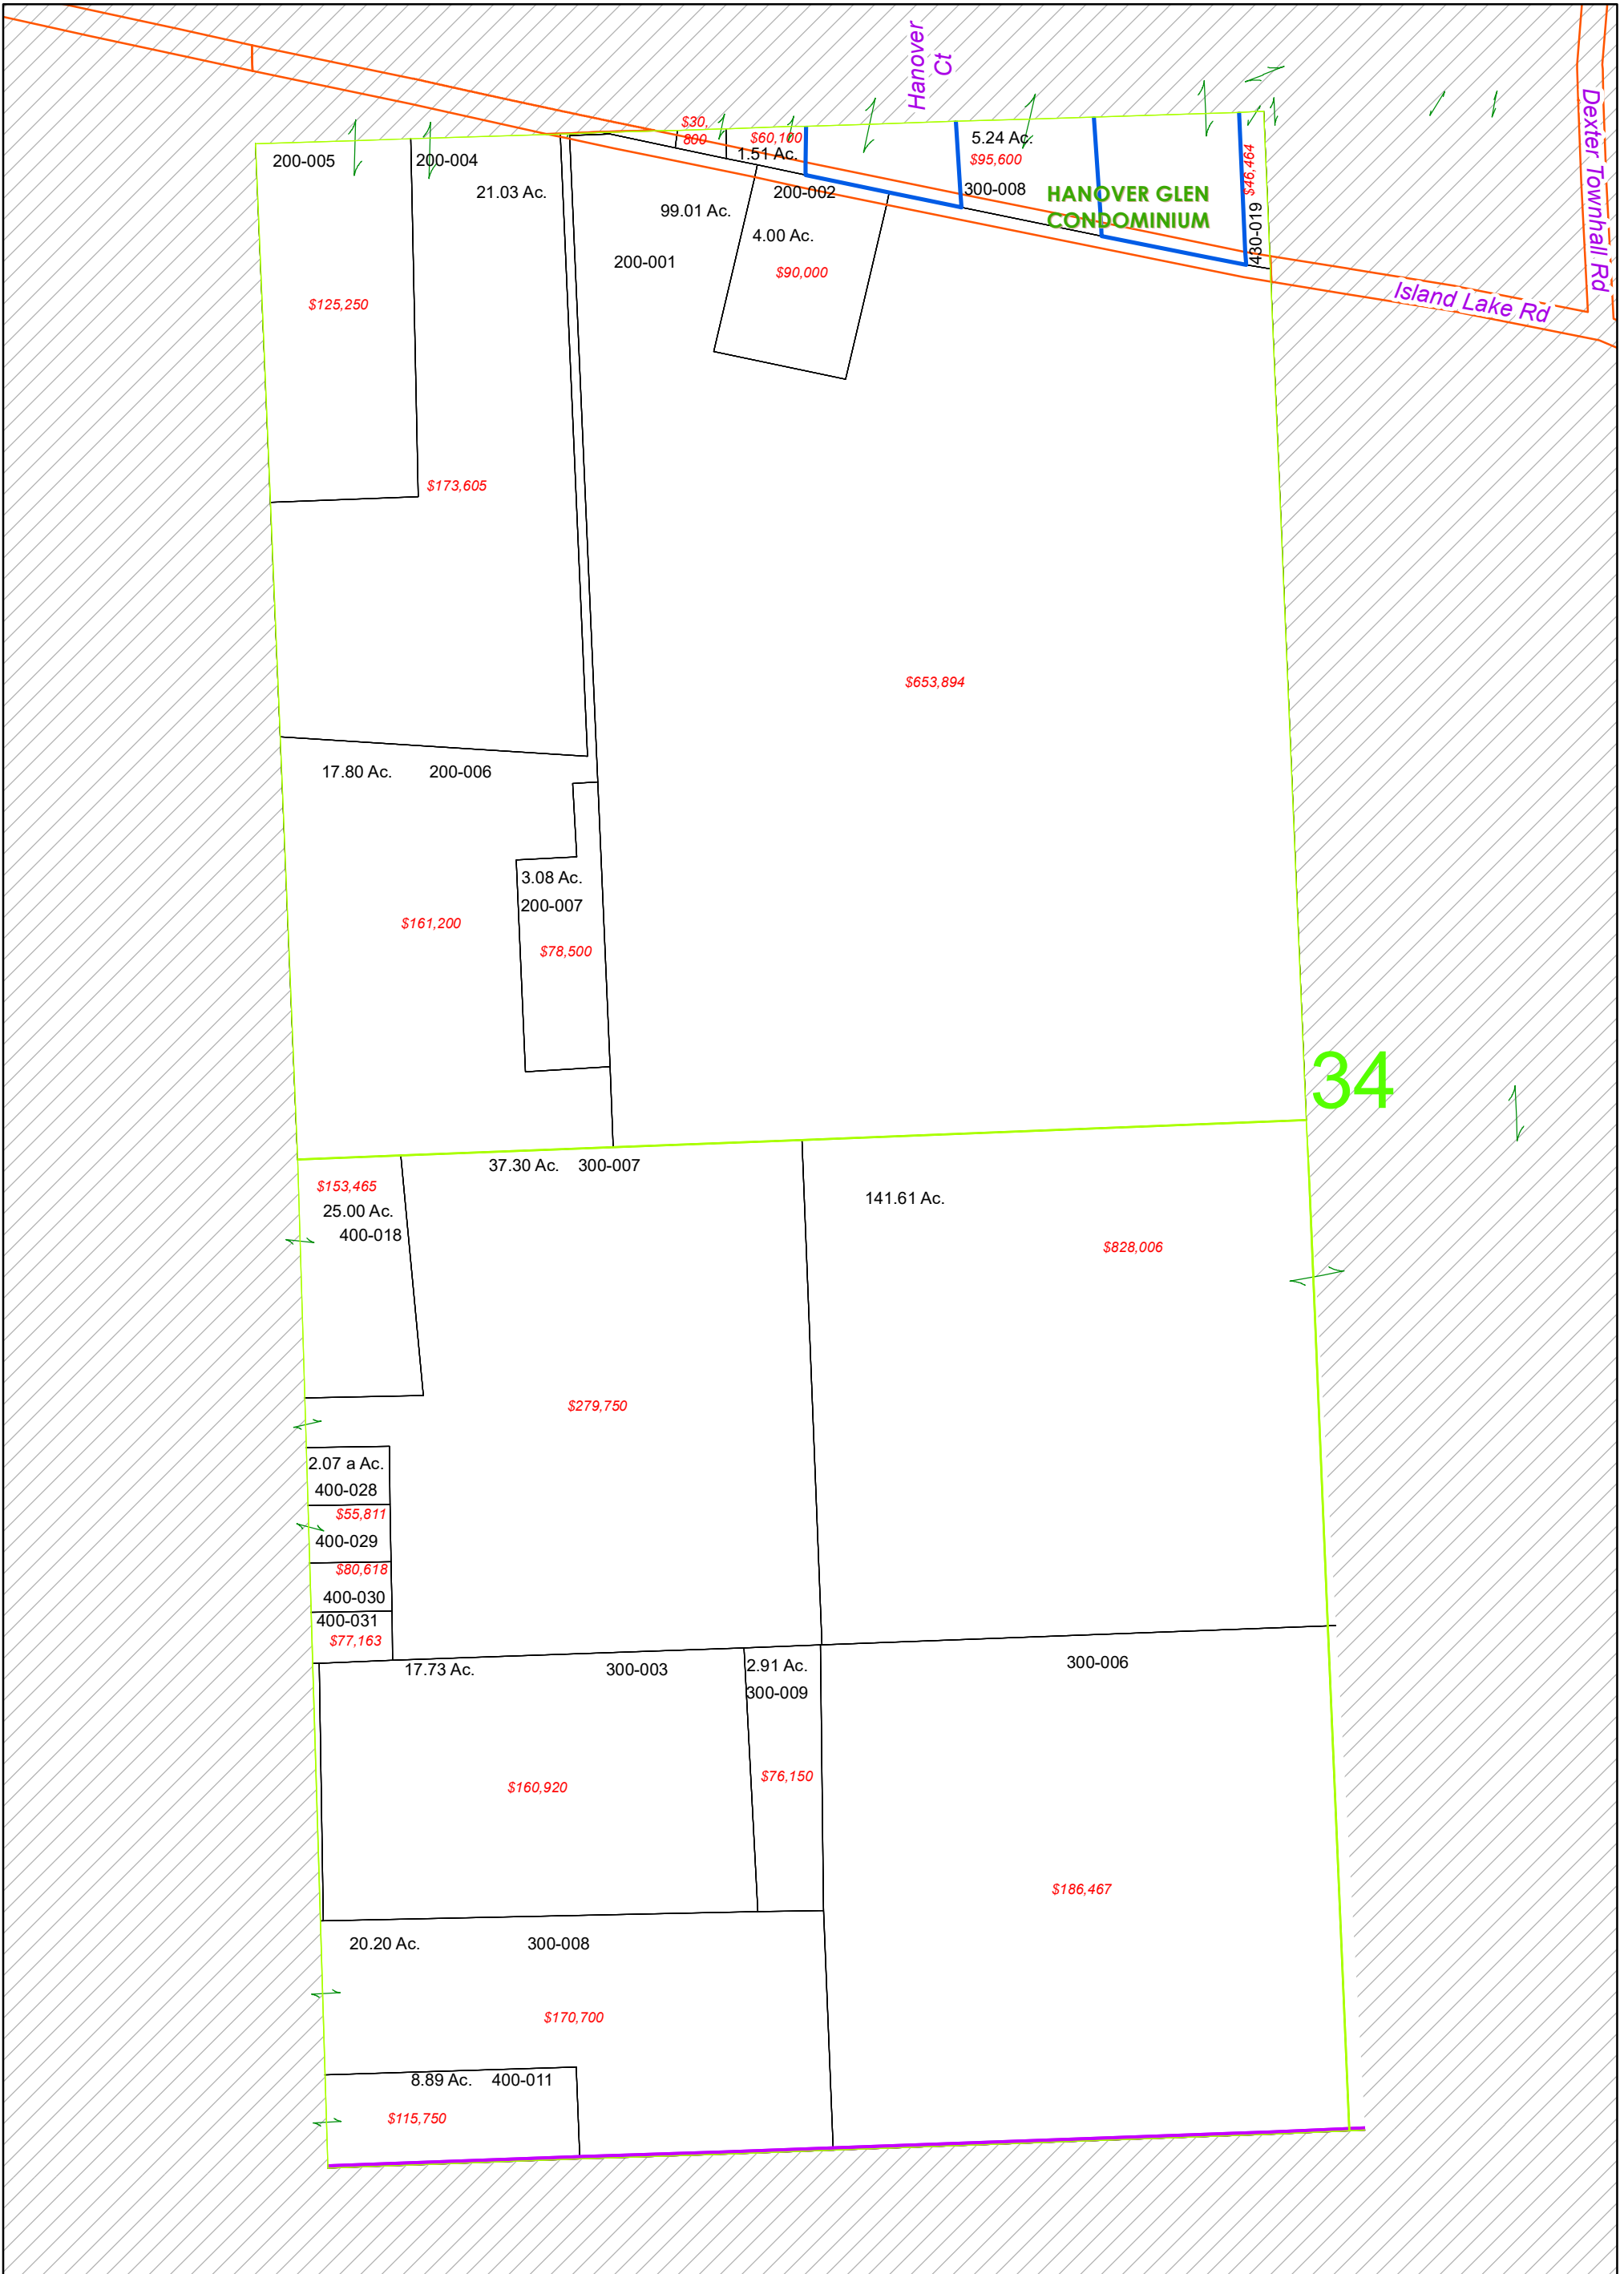 Hanover
Ct
Dexter Townhall Rd
Island Lake Rd
$30,
800
$60,100
1.51 Ac.
5.24 Ac.
$95,600
300-008
HANOVER GLEN
CONDOMINIUM
$46,464
430-019
200-005
200-004
21.03 Ac.
99.01 Ac.
200-002
4.00 Ac.
$90,000
200-001
$125,250
$173,605
$653,894
17.80 Ac.
200-006
3.08 Ac.
200-007
$161,200
$78,500
34
37.30 Ac.
300-007
$153,465
25.00 Ac.
400-018
141.61 Ac.
$828,006
$279,750
2.07 a Ac.
400-028
$55,811
400-029
$80,618
400-030
400-031
$77,163
17.73 Ac.
300-003
2.91 Ac.
300-009
300-006
$160,920
$76,150
$186,467
20.20 Ac.
300-008
$170,700
8.89 Ac.
400-011
$115,750